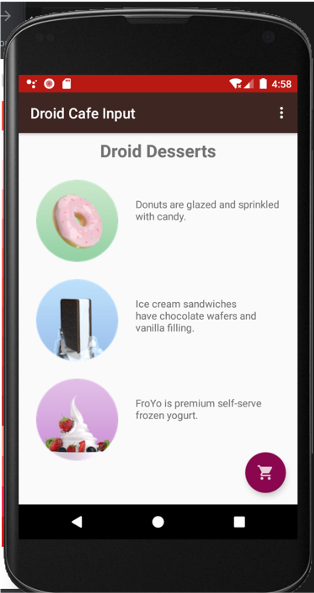 4:58
Droid Cafe Input
Droid Desserts
Donuts are glazed and sprinkled
with candy.
Ice cream sandwiches
have chocolate wafers and
vanilla filling.
FroYo is premium self-serve
frozen yogurt.